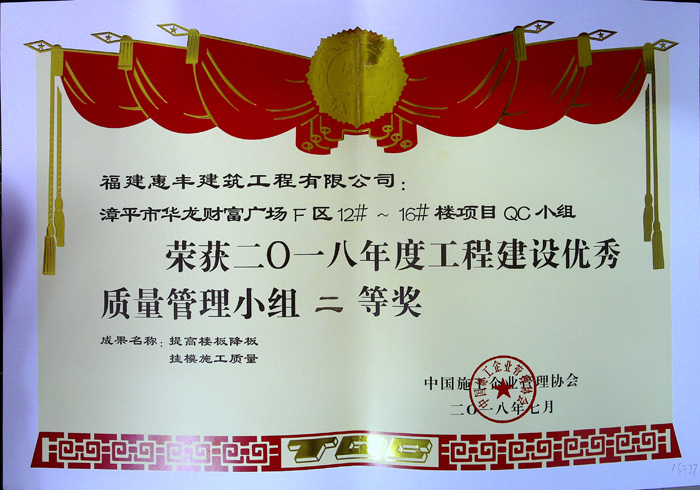 福建惠丰建筑工程有限公司:
漳平市华龙财富广场F区12#~16#楼项目QC小组
荣获二〇一八年度工程建设优秀
质量管理小组 二 等奖
成果名称: 提高楼板降板
挂模施工质量
中国施工企业管理协会
二〇一八年七月
TQC